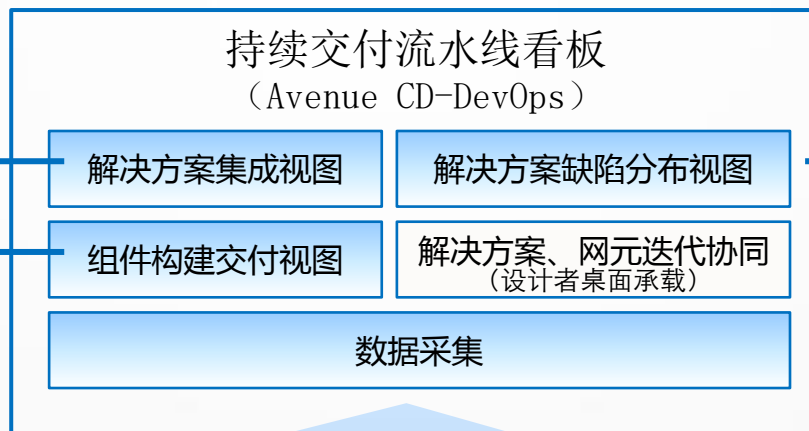 持续交付流水线看板
（Avenue CD-DevOps）
解决方案集成视图
解决方案缺陷分布视图
组件构建交付视图
解决方案、网元迭代协同
（设计者桌面承载）
数据采集